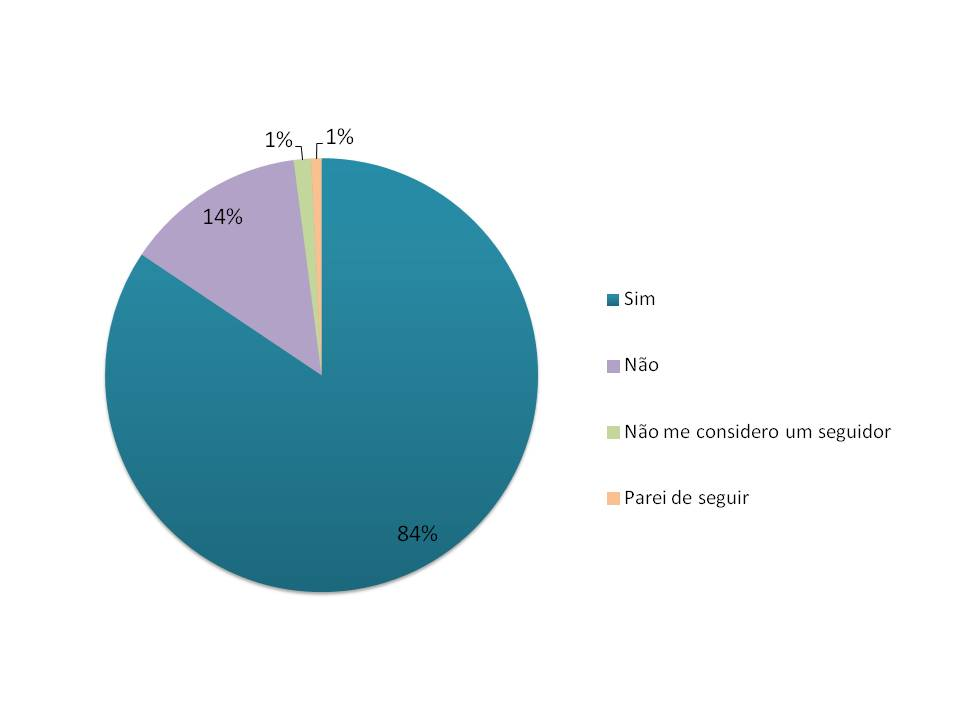 1%
1%
14%
84%
Sim
Não
Não me considero um seguidor
Parei de seguir